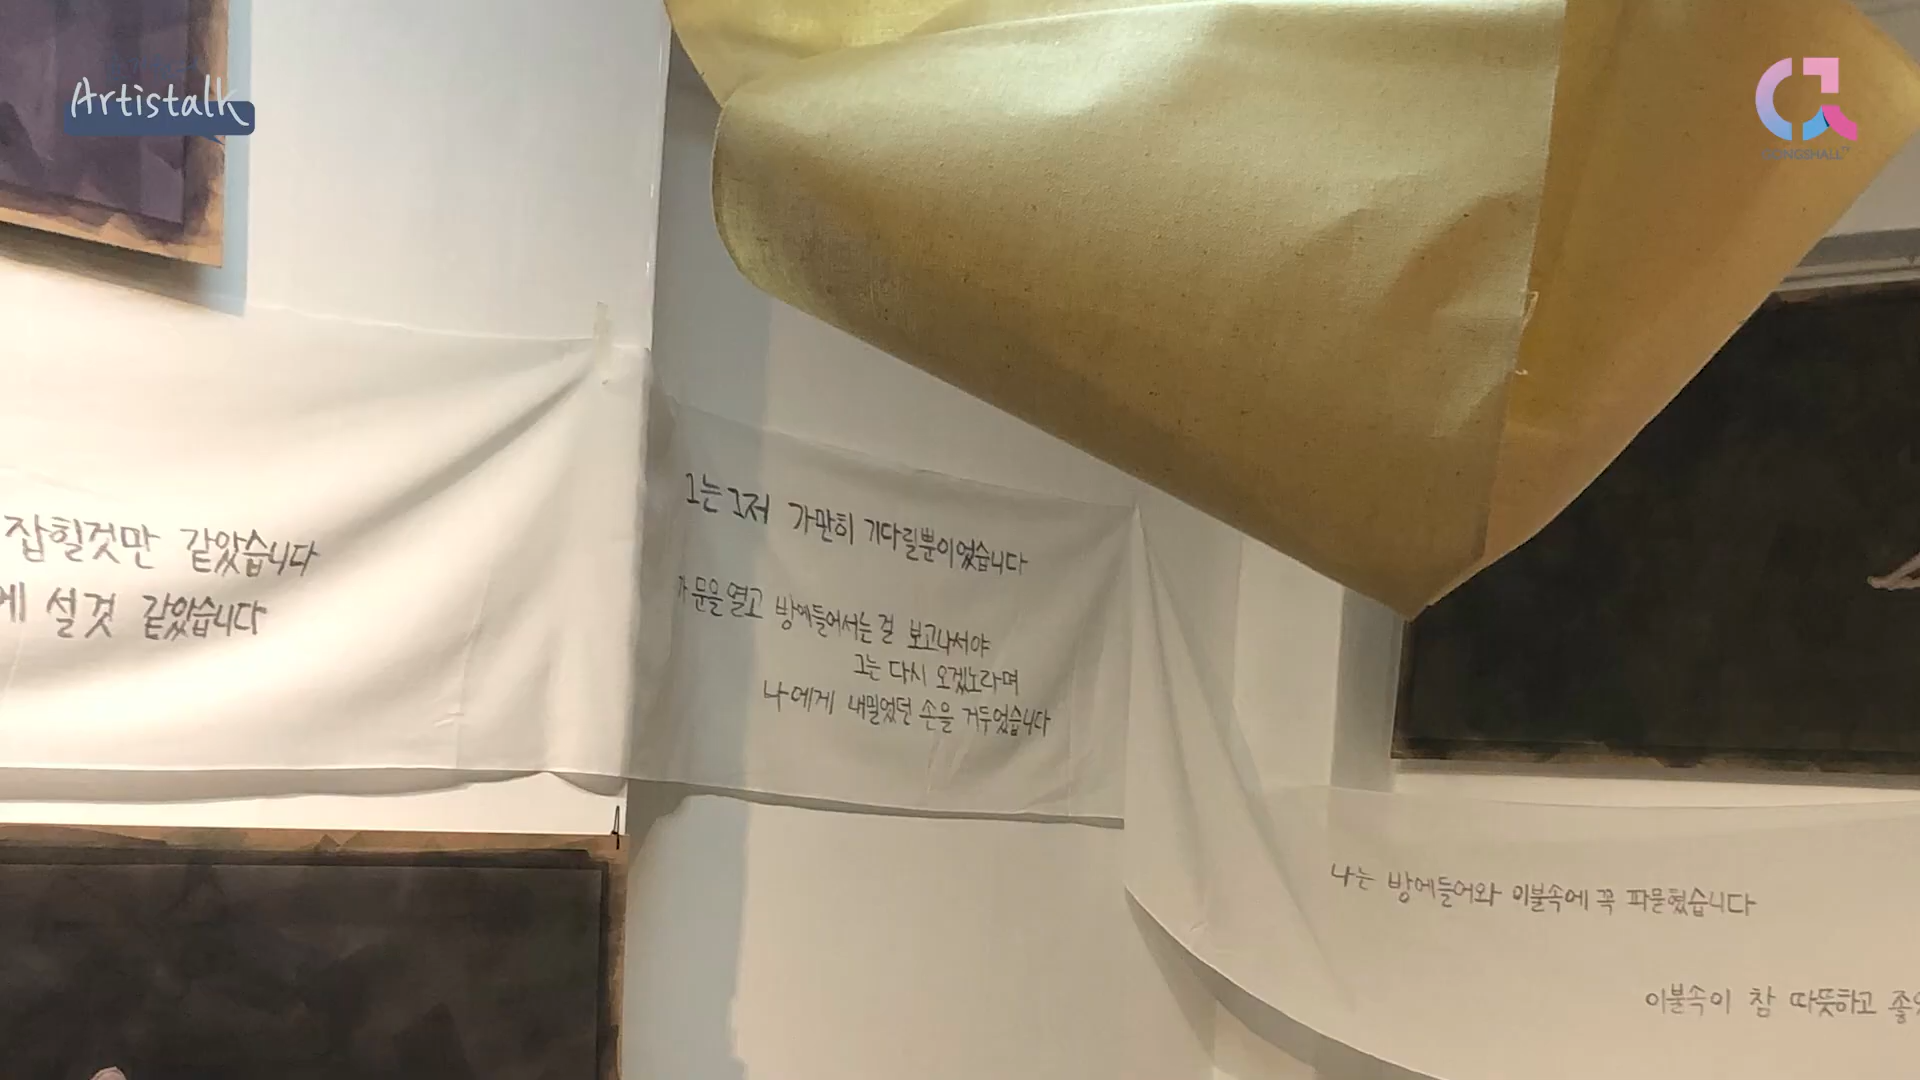 Artistalk
잡힐것만 같았습니다
에 설것 같았습니다
그는 그저 가만히 기다릴뿐이었습니다
가 문을 열고 방에들어서는 걸 보고나서야
그는 다시 오겠노라며
나에게 내밀었던 손을 거두었습니다
나는 방에들어와 이불속에 꼭 파묻혔습니다
이불속이 참 따뜻하고